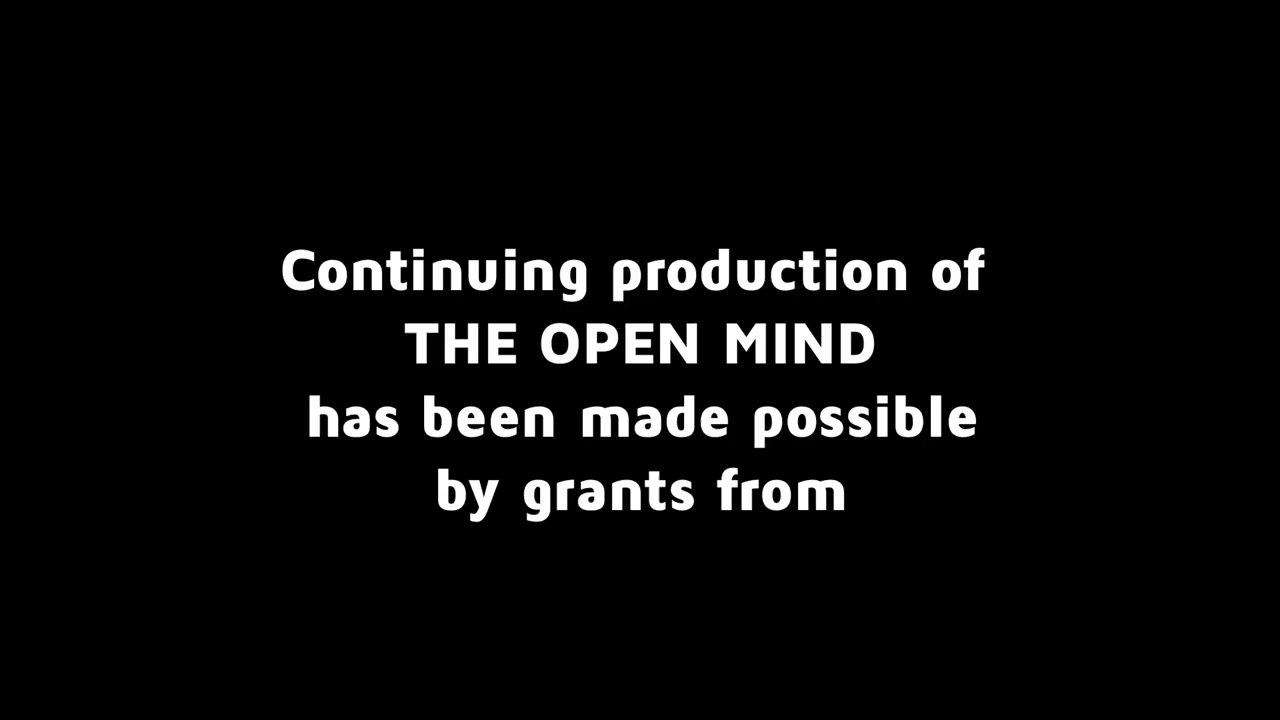 Continuing production of
THE OPEN MIND
has been made possible
by grants from